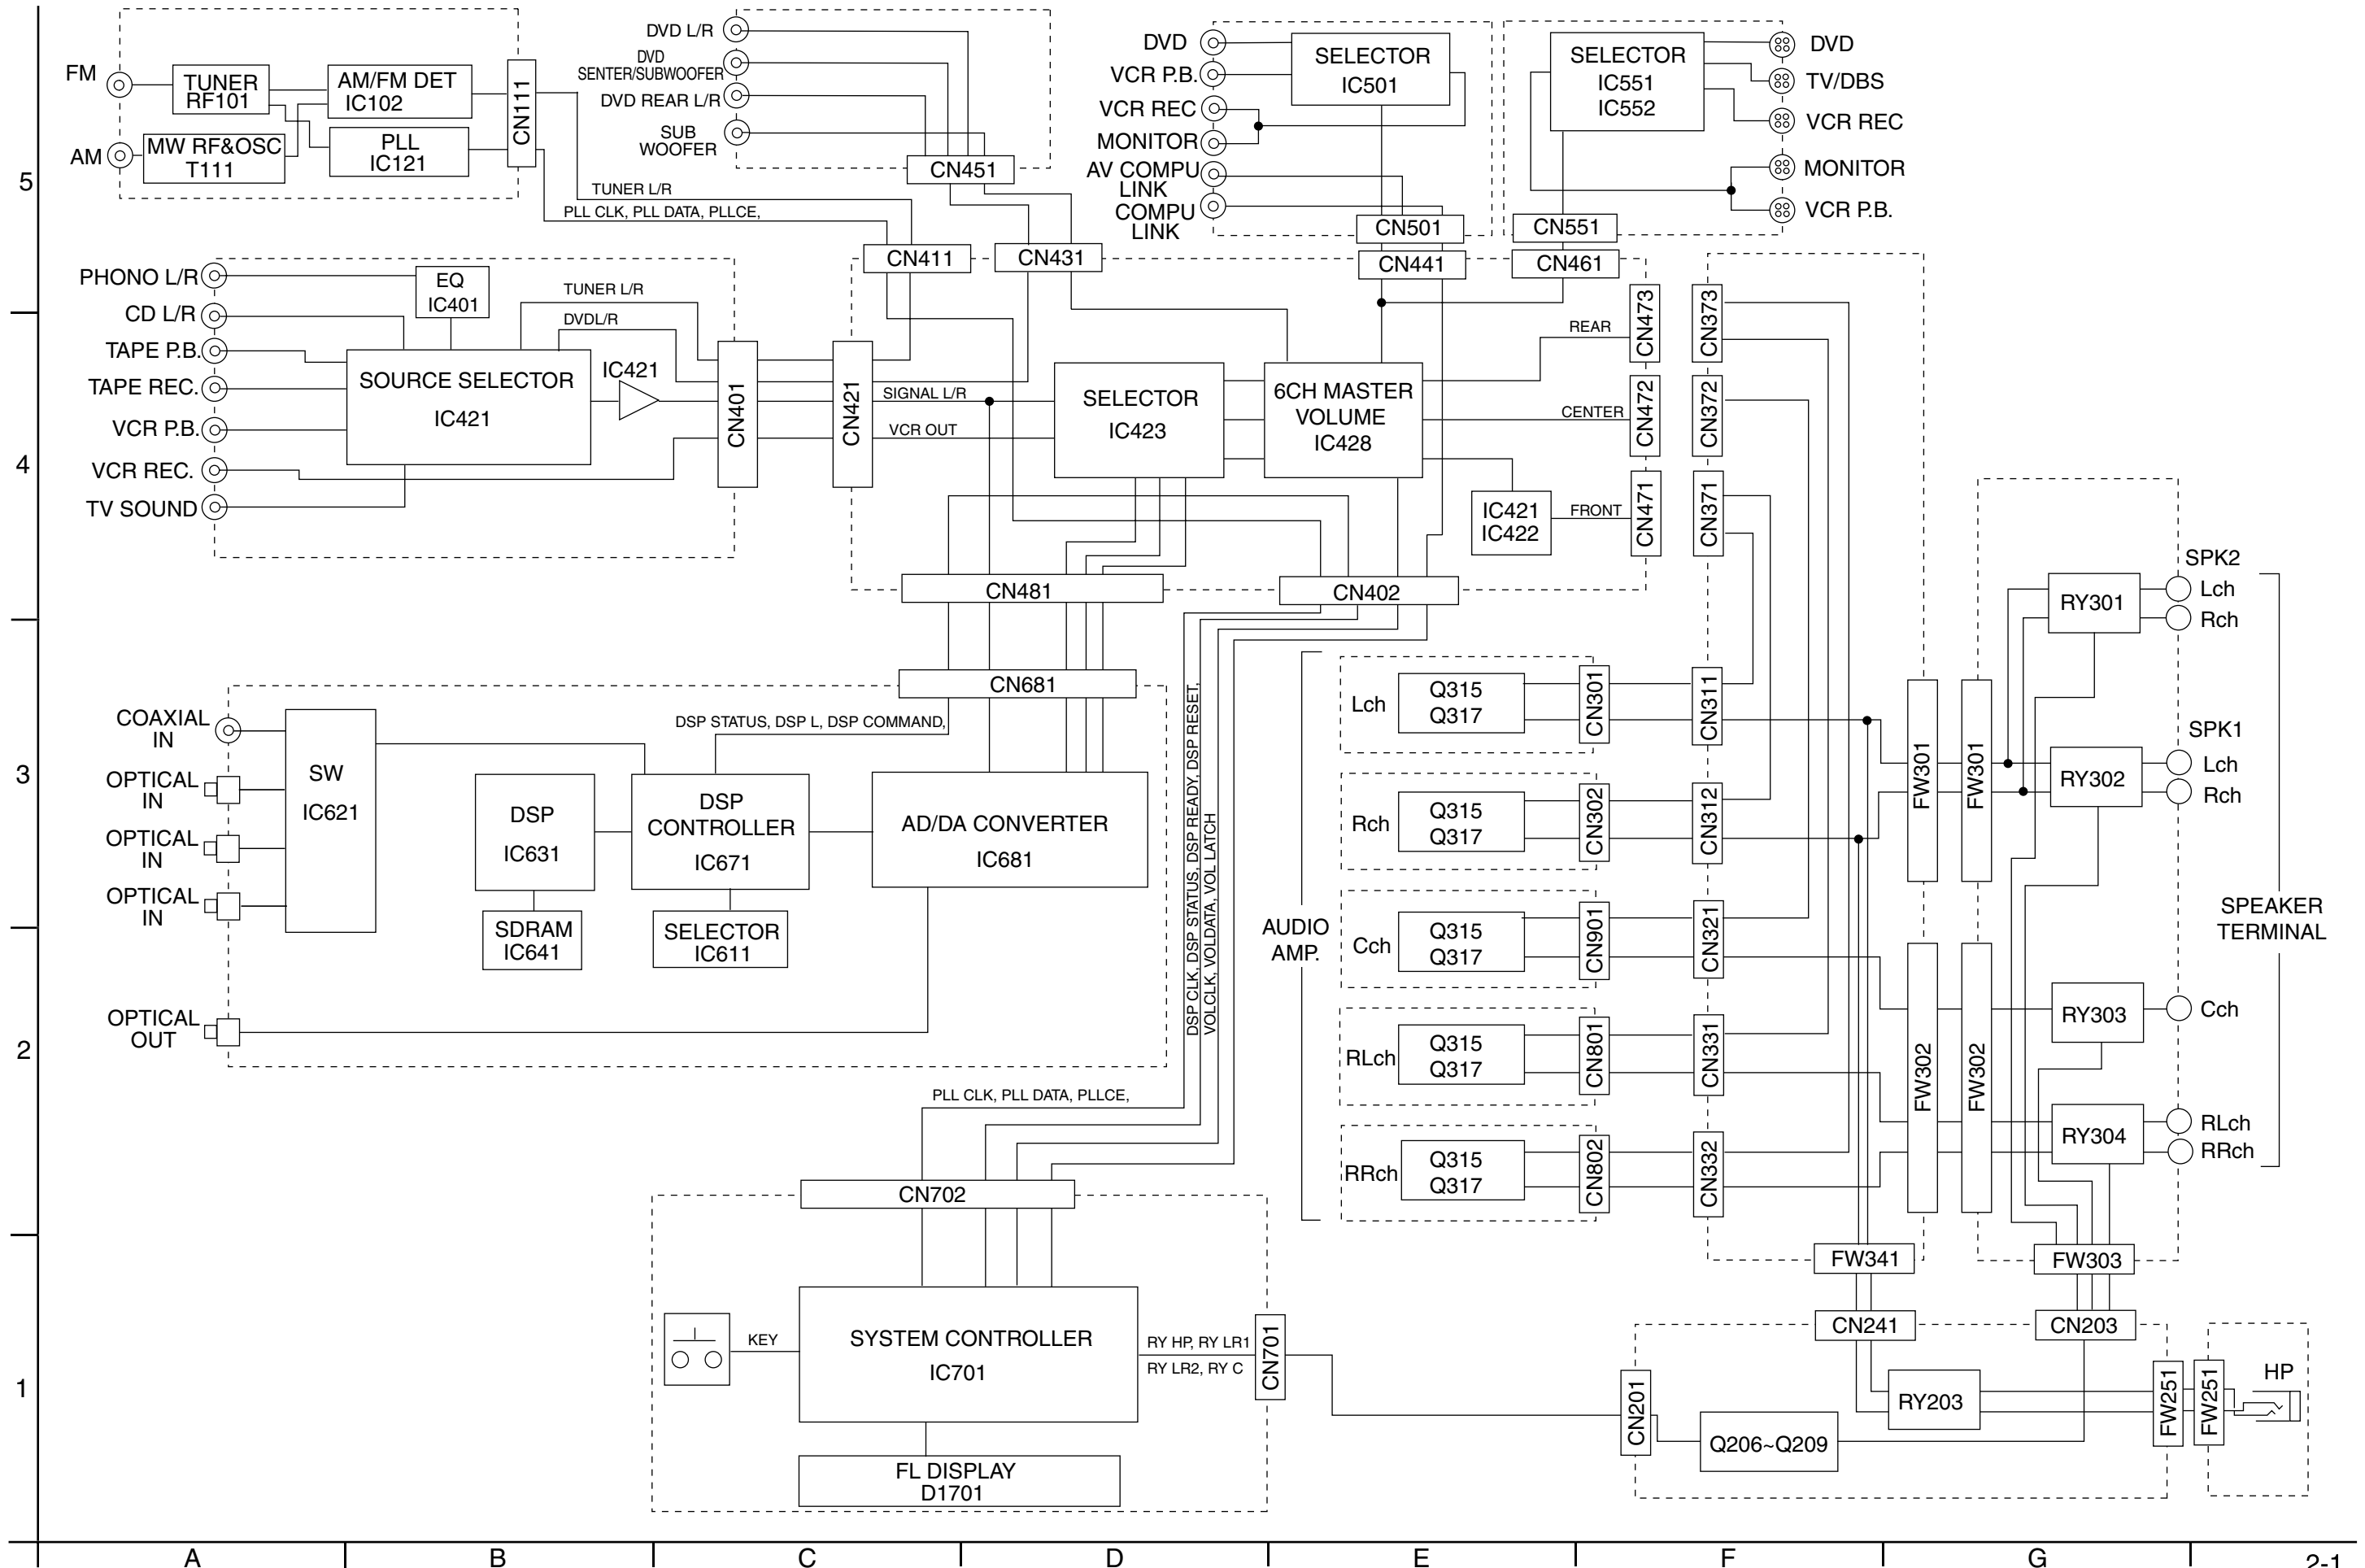 FM
TUNER
RF101
AM/FM DET
IC102
CN111
AM
MW RF&OSC
T111
PLL
IC121
TUNER L/R
PLL CLK, PLL DATA, PLLCE,
DVD L/R
DVD
SENTER/SUBWOOFER
DVD REAR L/R
SUB
WOOFER
CN451
DVD
VCR P.B.
VCR REC
MONITOR
AV COMPU
LINK
COMPU
LINK
SELECTOR
IC501
CN501
SELECTOR
IC551
IC552
CN551
DVD
TV/DBS
VCR REC
MONITOR
VCR P.B.
5
PHONO L/R
CD L/R
TAPE P.B.
TAPE REC.
VCR P.B.
VCR REC.
TV SOUND
EQ
IC401
TUNER L/R
DVDL/R
SOURCE SELECTOR
IC421
IC421
CN401
CN421
CN411
CN431
CN441
CN461
SIGNAL L/R
VCR OUT
SELECTOR
IC423
6CH MASTER
VOLUME
IC428
REAR
CENTER
FRONT
IC421
IC422
CN473
CN472
CN471
CN373
CN372
CN371
CN481
CN402
4
SPK2
Lch
Rch
RY301
SPK1
Lch
Rch
RY302
COAXIAL
IN
OPTICAL
IN
OPTICAL
IN
OPTICAL
IN
OPTICAL
OUT
SW
IC621
CN681
DSP STATUS, DSP L, DSP COMMAND,
DSP
IC631
DSP
CONTROLLER
IC671
AD/DA CONVERTER
IC681
SDRAM
IC641
SELECTOR
IC611
DSP CLK, DSP STATUS, DSP READY, DSP RESET,
VOLCLK, VOLDATA, VOL LATCH
3
AUDIO
AMP.
Lch
Q315
Q317
CN301
CN311
Rch
Q315
Q317
CN302
CN312
Cch
Q315
Q317
CN901
CN321
RLch
Q315
Q317
CN801
CN331
RRch
Q315
Q317
CN802
CN332
FW301
FW301
FW302
FW302
SPEAKER
TERMINAL
RY303
Cch
RY304
RLch
RRch
2
PLL CLK, PLL DATA, PLLCE,
CN702
FW341
FW303
CN241
CN203
KEY
SYSTEM CONTROLLER
IC701
RY HP, RY LR1
RY LR2, RY C
CN701
FL DISPLAY
D1701
CN201
Q206~Q209
RY203
FW251
FW251
HP
1
A
B
C
D
E
F
G
2-1